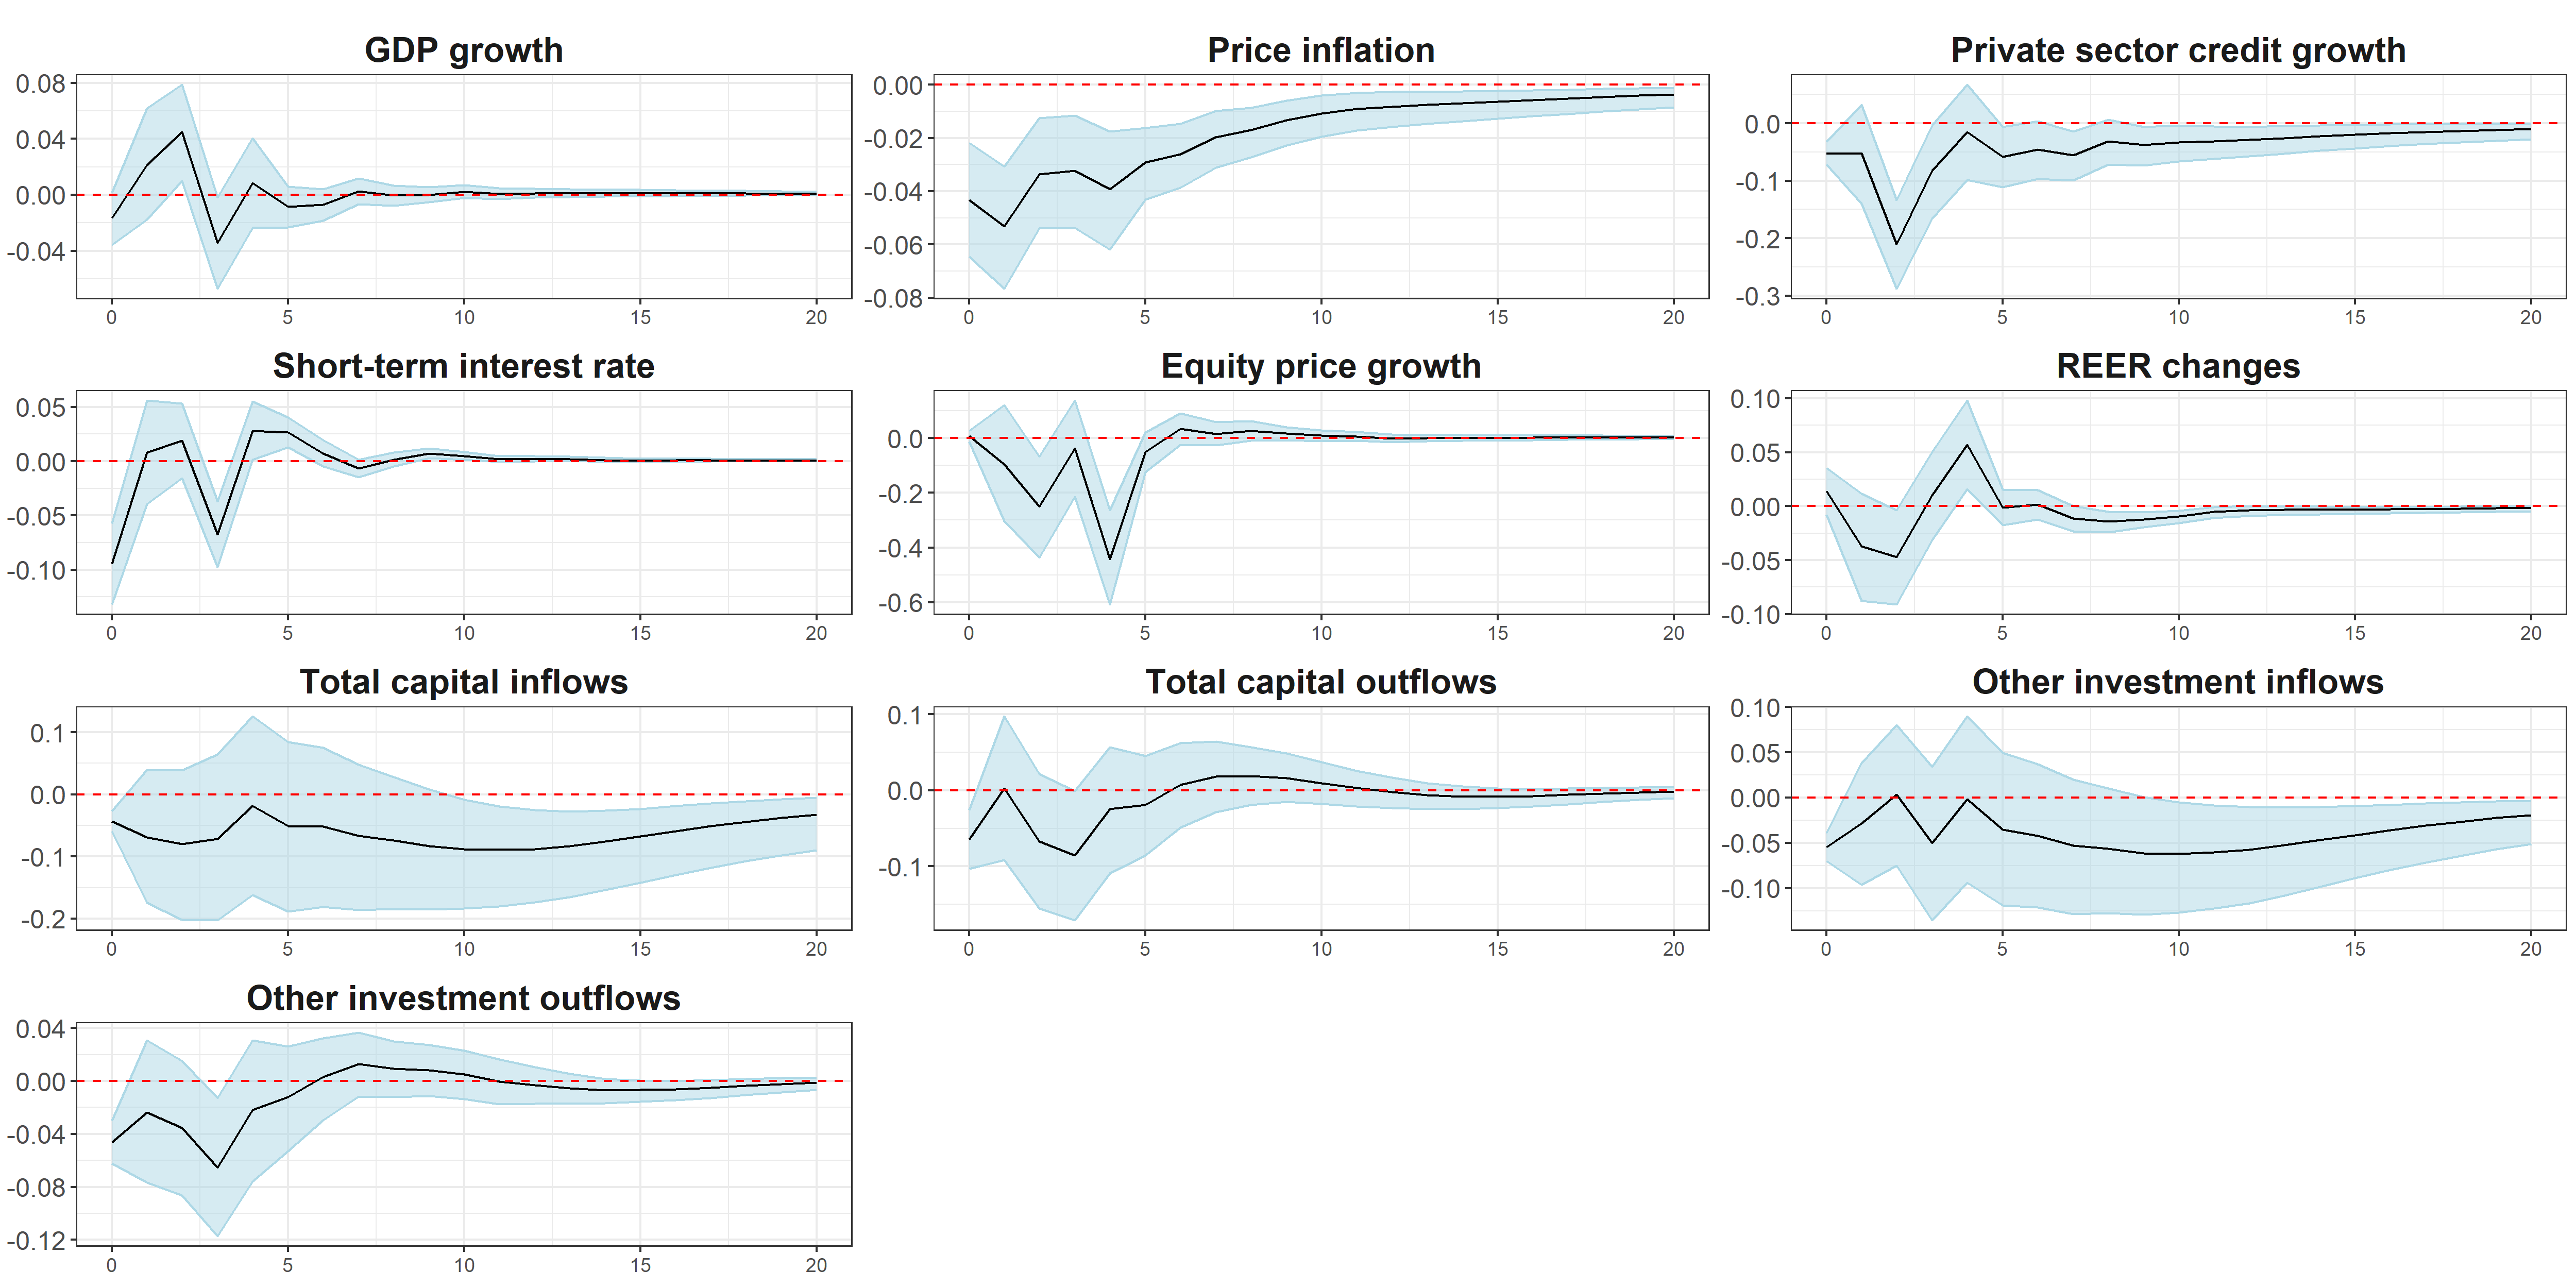 GDP growth
0.08
0.04
0.00
-0.04
0 5 10 15 20
Price inflation
0.00
-0.02
-0.04
-0.06
-0.08
0 5 10 15 20
Private sector credit growth
0.0
-0.1
-0.2
-0.3
0 5 10 15 20
Short-term interest rate
0.05
0.00
-0.05
-0.10
0 5 10 15 20
Equity price growth
0.0
-0.2
-0.4
-0.6
0 5 10 15 20
REER changes
0.10
0.05
0.00
-0.05
-0.10
0 5 10 15 20
Total capital inflows
0.1
0.0
-0.1
-0.2
0 5 10 15 20
Total capital outflows
0.1
0.0
-0.1
0 5 10 15 20
Other investment inflows
0.10
0.05
0.00
-0.05
-0.10
0 5 10 15 20
Other investment outflows
0.04
0.00
-0.04
-0.08
-0.12
0 5 10 15 20